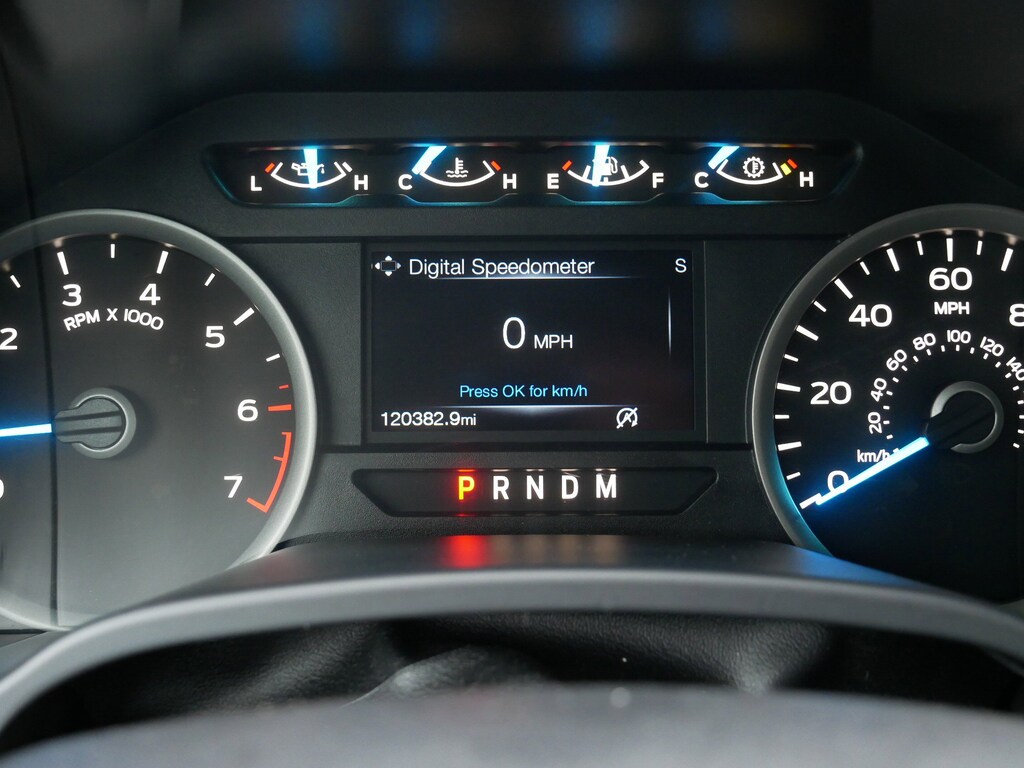 L H C H E F C H
Digital Speedometer S
0 MPH
Press OK for km/h
120382.9mi
P R N D M
2 3 4 5 6 7
RPM X 1000
0 20 40 60
MPH
20 40 60 80 100 120 140
km/h